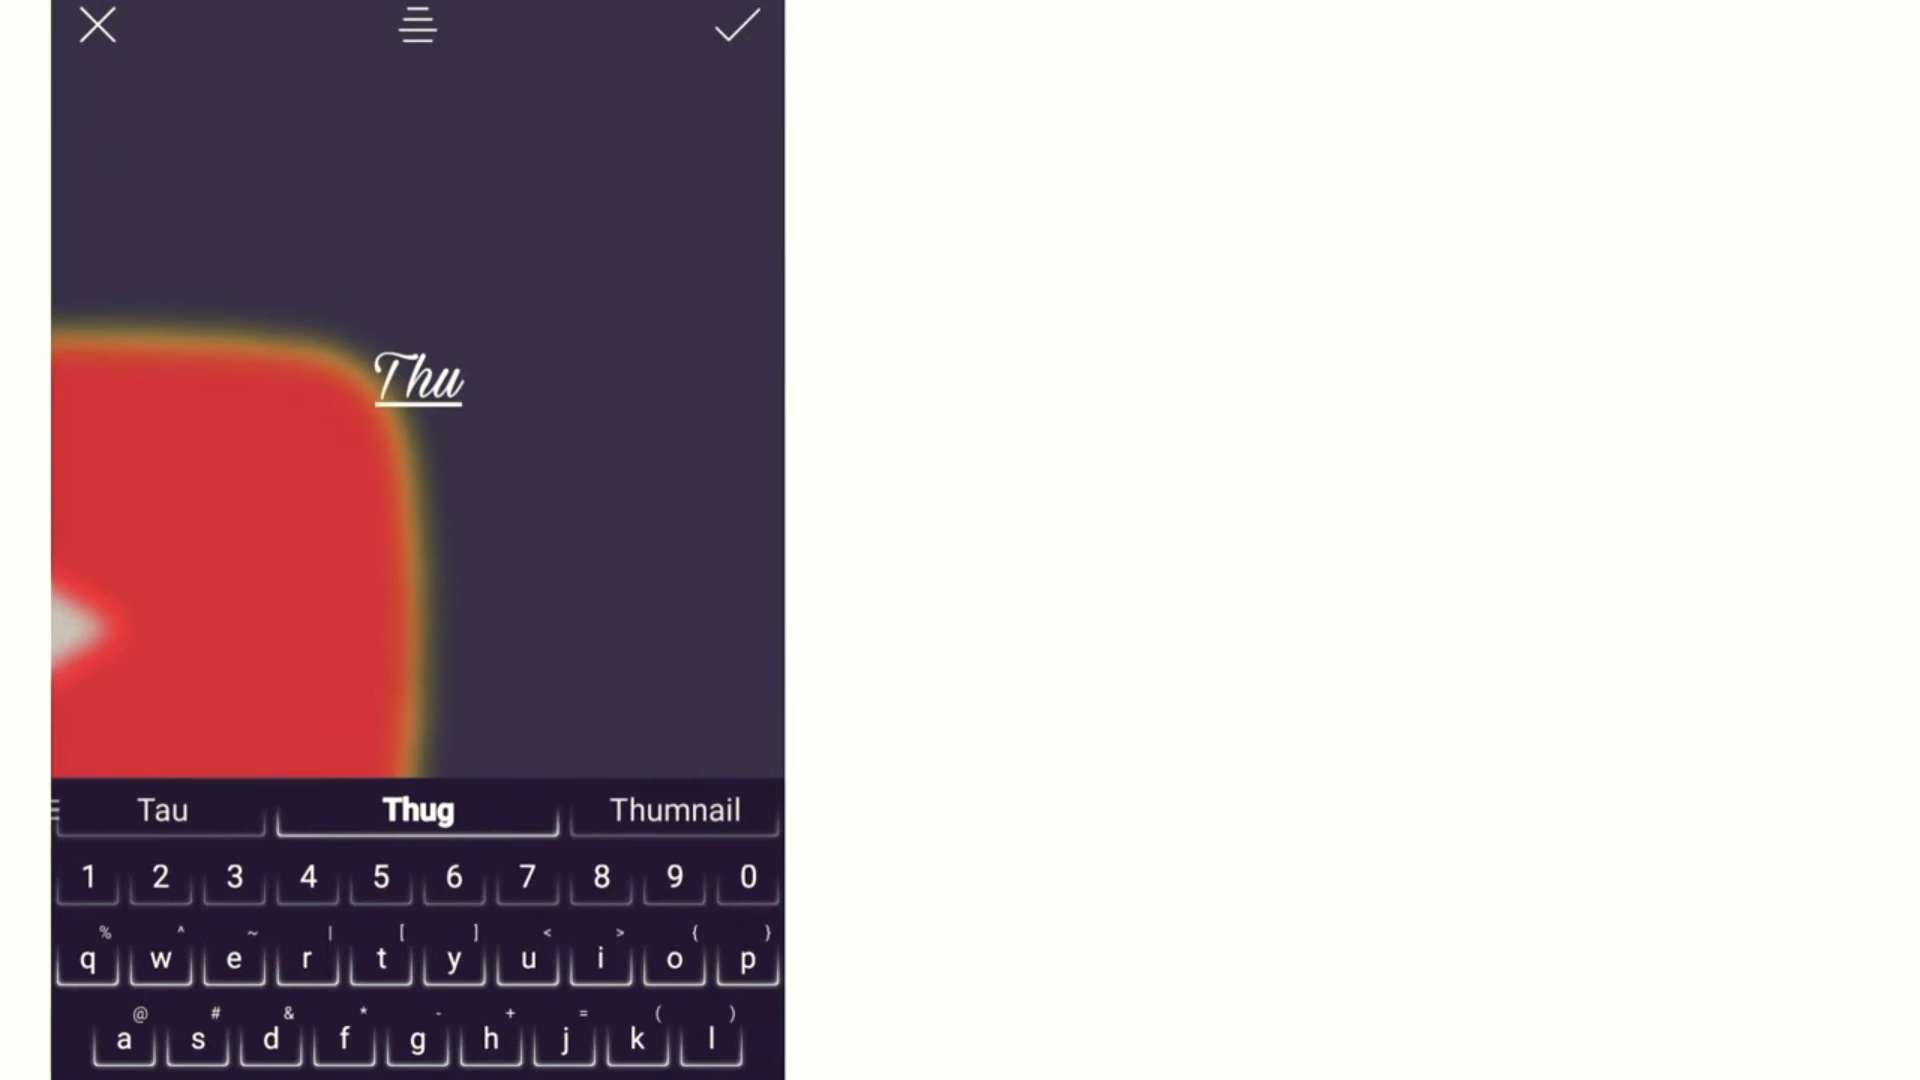 Thu
Tau Thug Thumnail
1 2 3 4 5 6 7 8 9 0
% ^ ~ | [ ] < > { }
q w e r t y u i o p
@ # & * - + = ( )
a s d f g h j k l